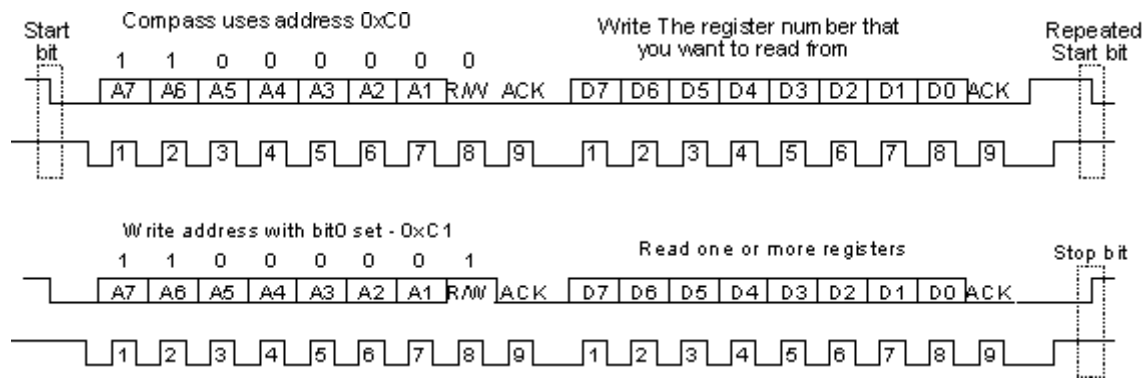 Compass uses address 0xC0
Write The register number that
you want to read from
Start
bit
Repeated
Start bit
1 1 0 0 0 0 0 0
A7 A6 A5 A4 A3 A2 A1 R/W ACK D7 D6 D5 D4 D3 D2 D1 D0 ACK
1 2 3 4 5 6 7 8 9 1 2 3 4 5 6 7 8 9
Write address with bit0 set - 0xC1
Read one or more registers
Stop bit
1 1 0 0 0 0 0 1
A7 A6 A5 A4 A3 A2 A1 R/W ACK D7 D6 D5 D4 D3 D2 D1 D0 ACK
1 2 3 4 5 6 7 8 9 1 2 3 4 5 6 7 8 9